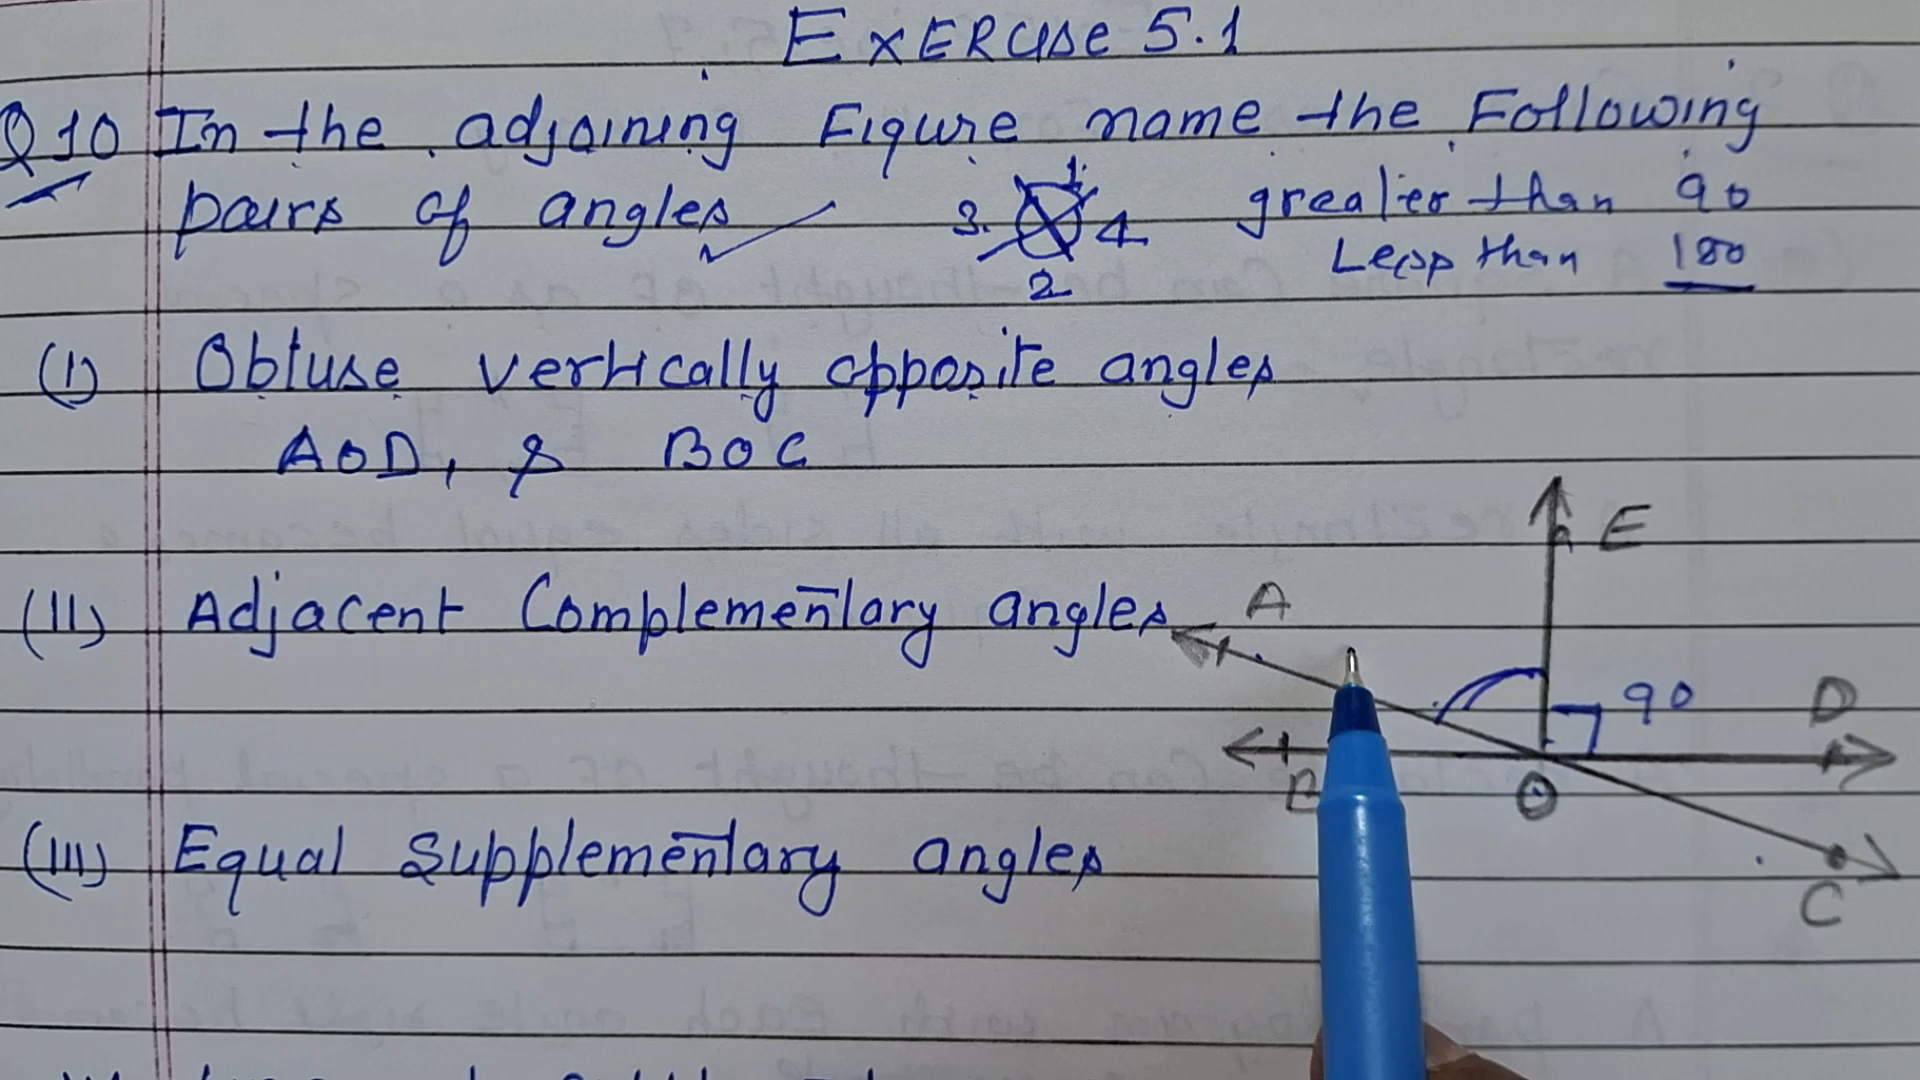 EXERCISE 5.1
Q10 In the adjoining Figure name the Following
pairs of angles
1
3. 4
2
greatier than 90
Less than 180
(I) Obtuse vertically opposite angles
AOD, & BOC
E
(II) Adjacent Complementary angles
A
90 D
B O
(III) Equal Supplementary angles
C